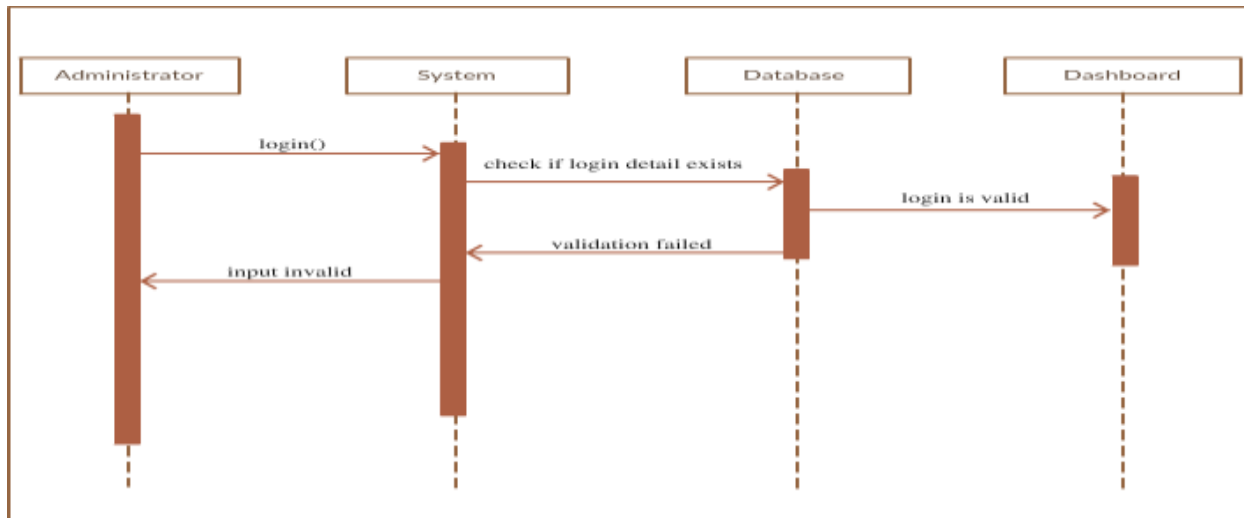 Administrator
System
Database
Dashboard
login()
check if login detail exists
login is valid
validation failed
input invalid